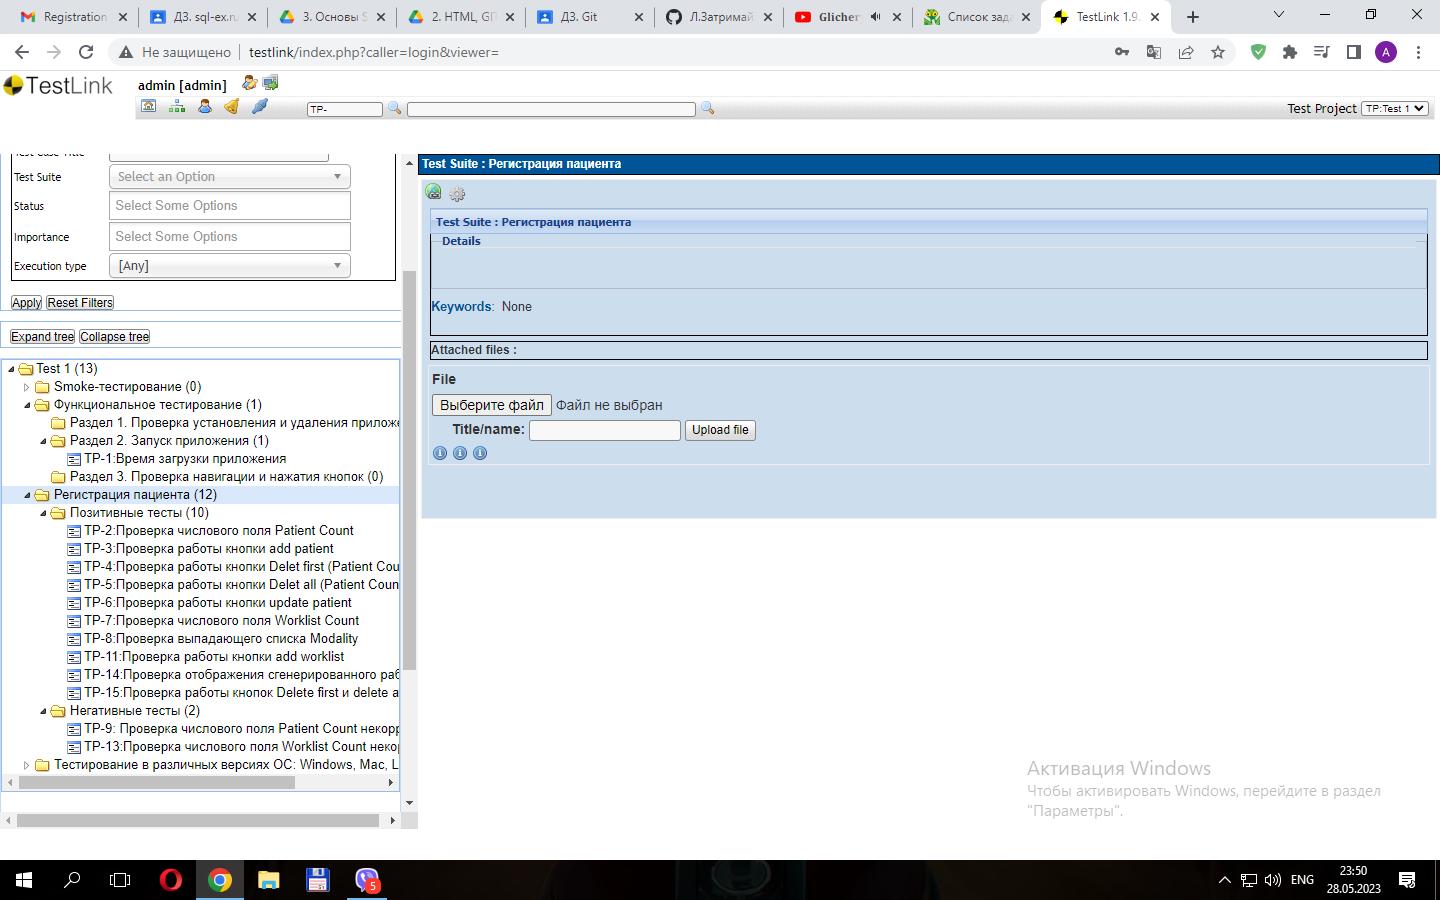 Registration
ДЗ. sql-ex.ru
3. Основы S
2. HTML, GIT
ДЗ. Git
Л.Затримай
Glicher
Список зада
TestLink 1.9.
Не защищено
testlink/index.php?caller=login&viewer=
A
TestLink
admin [admin]
TP-
Test Project
TP:Test 1
Test Case Title
Test Suite
Select an Option
Status
Select Some Options
Importance
Select Some Options
Execution type
[Any]
Apply
Reset Filters
Expand tree
Collapse tree
Test 1 (13)
Smoke-тестирование (0)
Функциональное тестирование (1)
Раздел 1. Проверка установления и удаления приложе
Раздел 2. Запуск приложения (1)
TP-1:Время загрузки приложения
Раздел 3. Проверка навигации и нажатия кнопок (0)
Регистрация пациента (12)
Позитивные тесты (10)
TP-2:Проверка числового поля Patient Count
TP-3:Проверка работы кнопки add patient
TP-4:Проверка работы кнопки Delet first (Patient Cou
TP-5:Проверка работы кнопки Delet all (Patient Coun
TP-6:Проверка работы кнопки update patient
TP-7:Проверка числового поля Worklist Count
TP-8:Проверка выпадающего списка Modality
TP-11:Проверка работы кнопки add worklist
TP-14:Проверка отображения сгенерированного раб
TP-15:Проверка работы кнопок Delete first и delete a
Негативные тесты (2)
TP-9: Проверка числового поля Patient Count некорр
TP-13:Проверка числового поля Worklist Count неко
Тестирование в различных версиях ОС: Windows, Mac, L
Test Suite : Регистрация пациента
Test Suite : Регистрация пациента
Details
Keywords: None
Attached files :
File
Выберите файл
Файл не выбран
Title/name:
Upload file
Активация Windows
Чтобы активировать Windows, перейдите в раздел
"Параметры".
5
ENG
23:50
28.05.2023